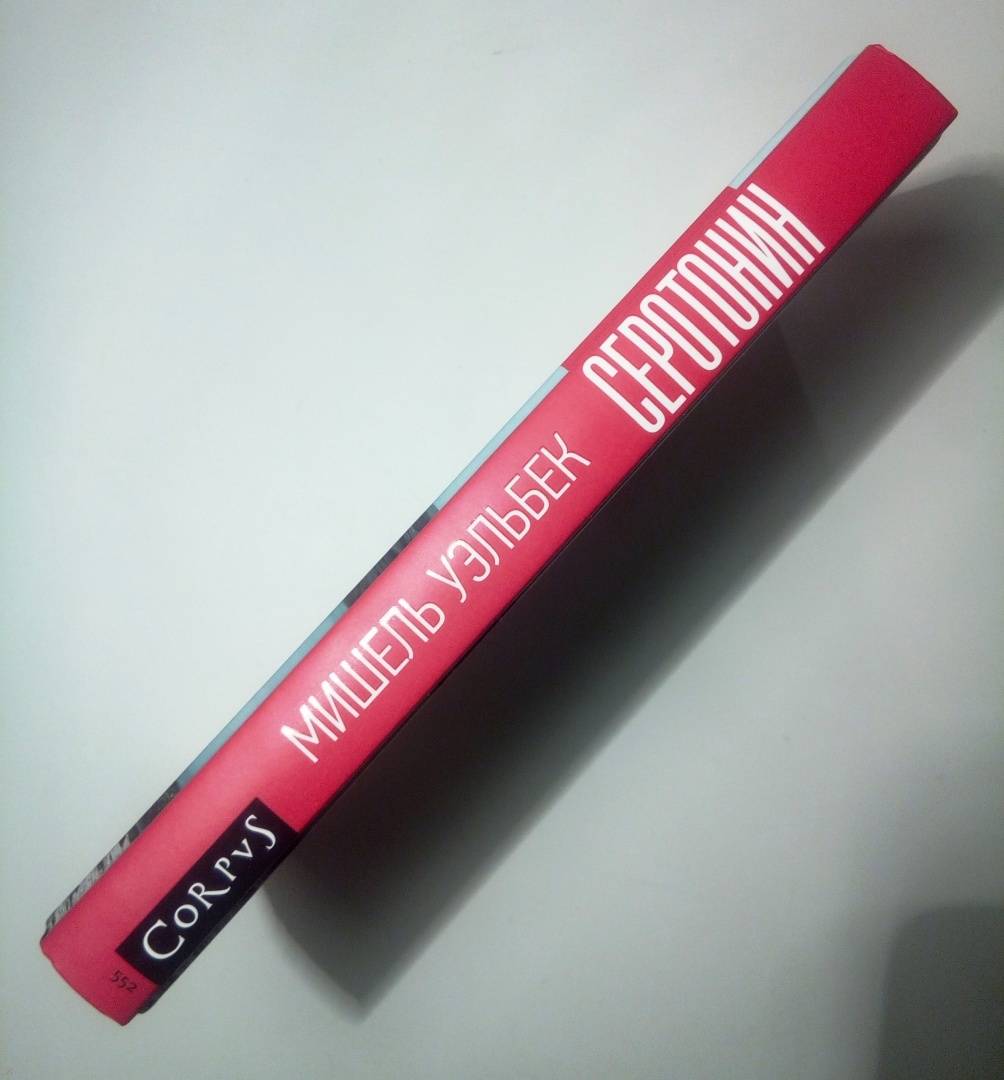 СЕРОТОНИН
МИШЕЛЬ УЭЛЬБЕК
CORPVS
552